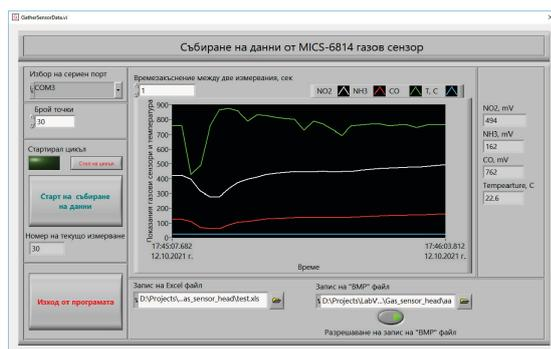 GatherSensorData.vi
Събиране на данни от MICS-6814 газов сензор
Избор на сериен порт
COM3
Брой точки
30
Стартирал цикъл
Стоп на цикъл
Старт на събиране
на данни
Номер на текущо измерване
30
Изход от програмата
Времезакъснение между две измервания, сек
1
NO2 NH3 CO T, C
Показания газови сензори и температура
900
800
700
600
500
400
300
200
100
0
17:45:07.682
12.10.2021 г.
17:46:03.812
12.10.2021 г.
Време
NO2, mV
494
NH3, mV
162
CO, mV
762
Tempearture, C
22.6
Запис на Excel файл
D:\Projects\...as_sensor_head\test.xls
Запис на "BMP" файл
D:\Projects\LabV...\Gas_sensor_head\aa
Разрешаване на запис на "BMP" файл